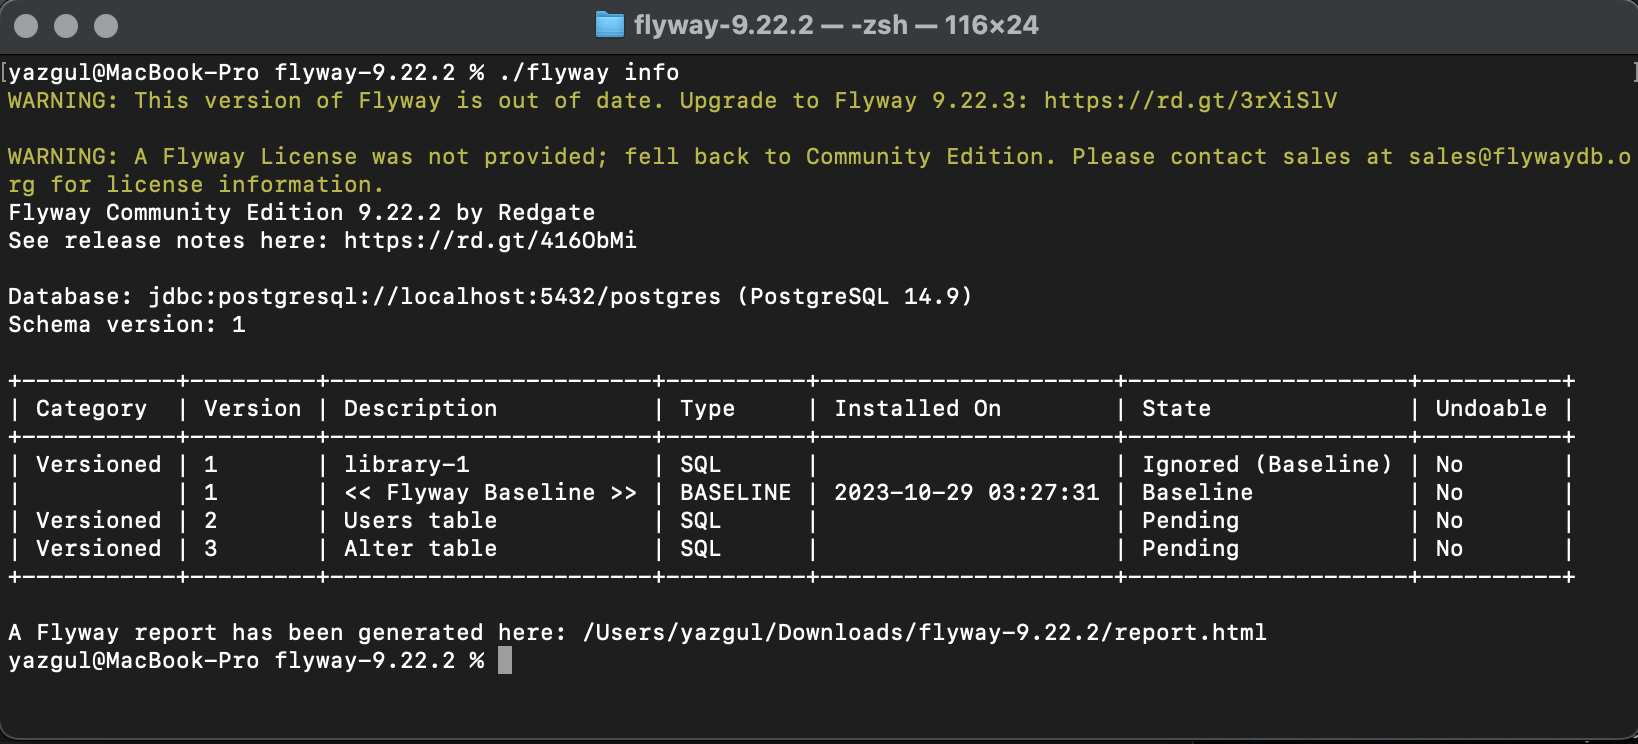 flyway-9.22.2 — -zsh — 116×24
[yazgul@MacBook-Pro flyway-9.22.2 % ./flyway info ]
WARNING: This version of Flyway is out of date. Upgrade to Flyway 9.22.3: https://rd.gt/3rXiSlV
WARNING: A Flyway License was not provided; fell back to Community Edition. Please contact sales at sales@flywaydb.o
rg for license information.
Flyway Community Edition 9.22.2 by Redgate
See release notes here: https://rd.gt/416ObMi
Database: jdbc:postgresql://localhost:5432/postgres (PostgreSQL 14.9)
Schema version: 1
+-----------+---------+-----------------------+----------+---------------------+--------------------+----------+
| Category  | Version | Description           | Type     | Installed On        | State              | Undoable |
+-----------+---------+-----------------------+----------+---------------------+--------------------+----------+
| Versioned | 1       | library-1             | SQL      |                     | Ignored (Baseline) | No       |
|           | 1       | << Flyway Baseline >> | BASELINE | 2023-10-29 03:27:31 | Baseline           | No       |
| Versioned | 2       | Users table           | SQL      |                     | Pending            | No       |
| Versioned | 3       | Alter table           | SQL      |                     | Pending            | No       |
+-----------+---------+-----------------------+----------+---------------------+--------------------+----------+
A Flyway report has been generated here: /Users/yazgul/Downloads/flyway-9.22.2/report.html
yazgul@MacBook-Pro flyway-9.22.2 %